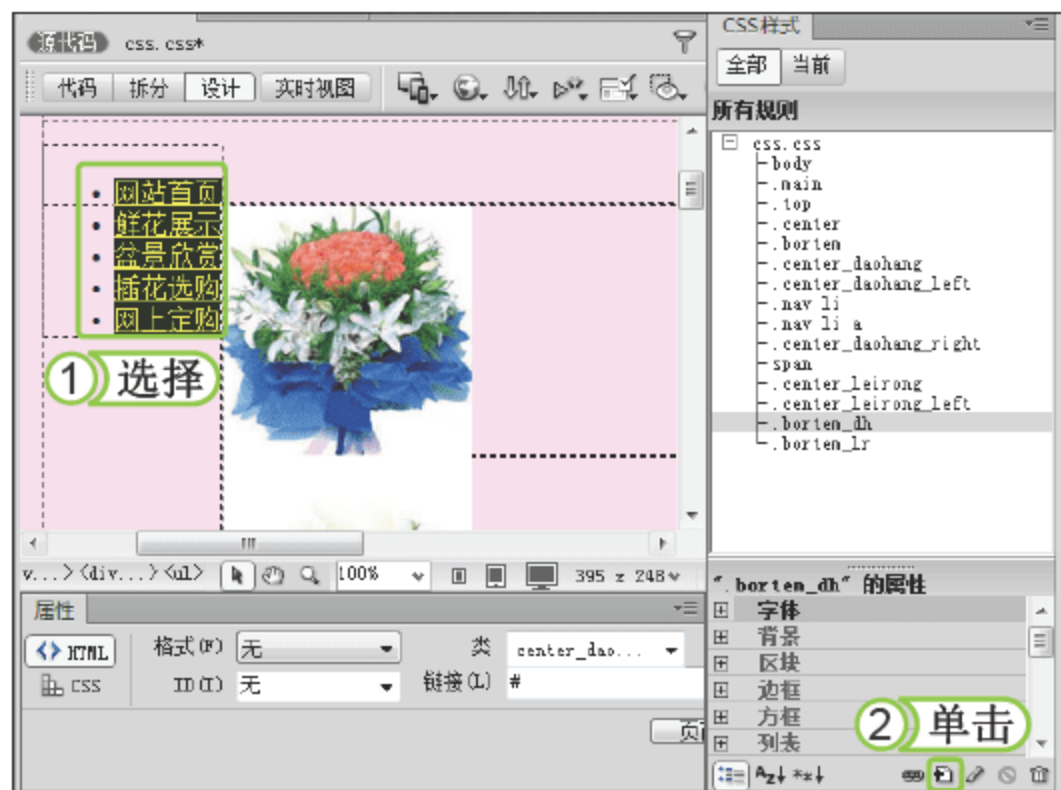 源代码 css.css*
代码 拆分 设计 实时视图
网站首页
鲜花展示
盆景欣赏
插花选购
网上定购
1 选择
v...> <div...> <ul> 100% 395 x 248
属性
<> HTML 格式(F) 无 类 center_dao...
CSS ID(I) 无 链接(L) #
页
CSS样式
全部 当前
所有规则
css.css
body
.main
.top
.center
.borten
.center_daohang
.center_daohang_left
.nav li
.nav li a
.center_daohang_right
span
.center_leirong
.center_leirong_left
.borten_dh
.borten_lr
".borten_dh" 的属性
字体
背景
区块
边框
方框
列表
2 单击
Az↓ **↓